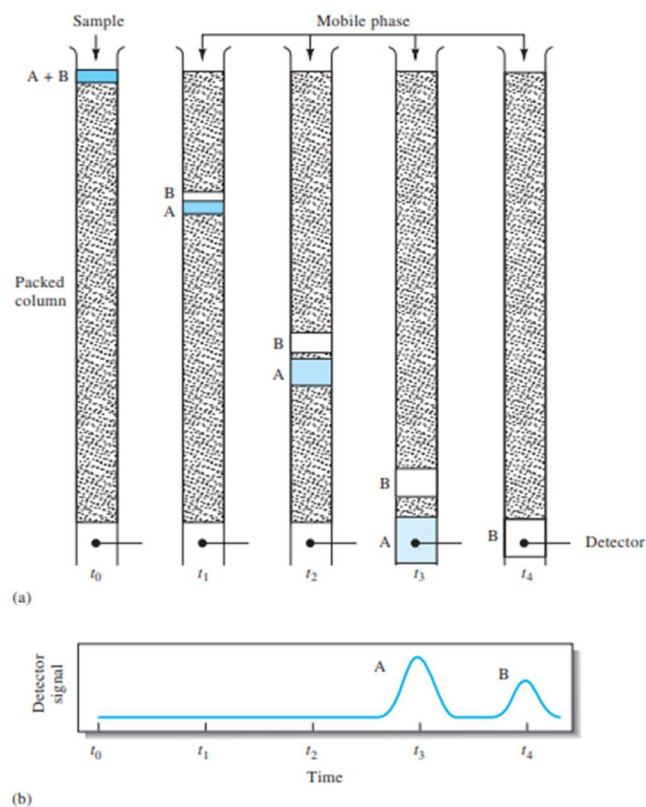 Sample
Mobile phase
A + B
B
A
Packed
column
B
A
B
A
B
Detector
t₀
t₁
t₂
t₃
t₄
(a)
Detector
signal
A
B
t₀
t₁
t₂
t₃
t₄
Time
(b)